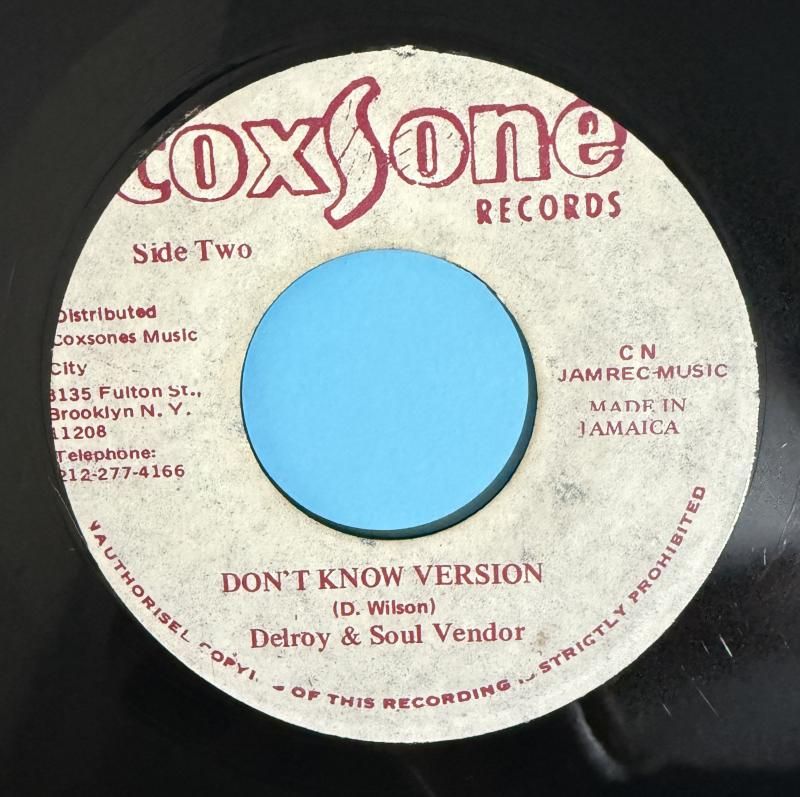 coxsone
RECORDS
Side Two
Distributed
Coxsones Music
City
3135 Fulton St.,
Brooklyn N. Y.
11208
Telephone:
212-277-4166
C N
JAMREC-MUSIC
MADE IN
JAMAICA
DON'T KNOW VERSION
(D. Wilson)
Delroy & Soul Vendor
OF THIS RECORDING STRICTLY PROHIBITED